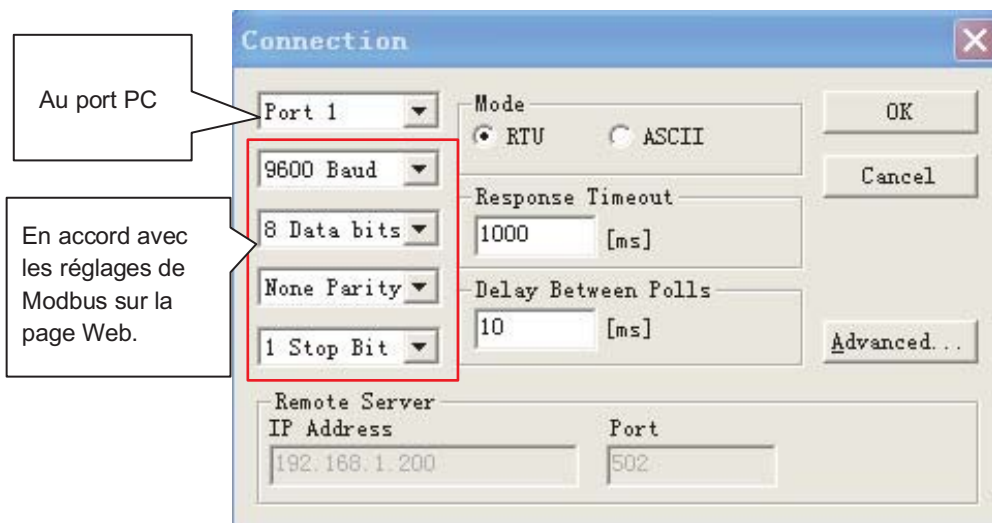 Connection
Au port PC
Port 1
9600 Baud
8 Data bits
None Parity
1 Stop Bit
En accord avec
les réglages de
Modbus sur la
page Web.
Mode
RTU
ASCII
Response Timeout
1000
[ms]
Delay Between Polls
10
[ms]
OK
Cancel
Advanced...
Remote Server
IP Address
Port
192.168.1.200
502